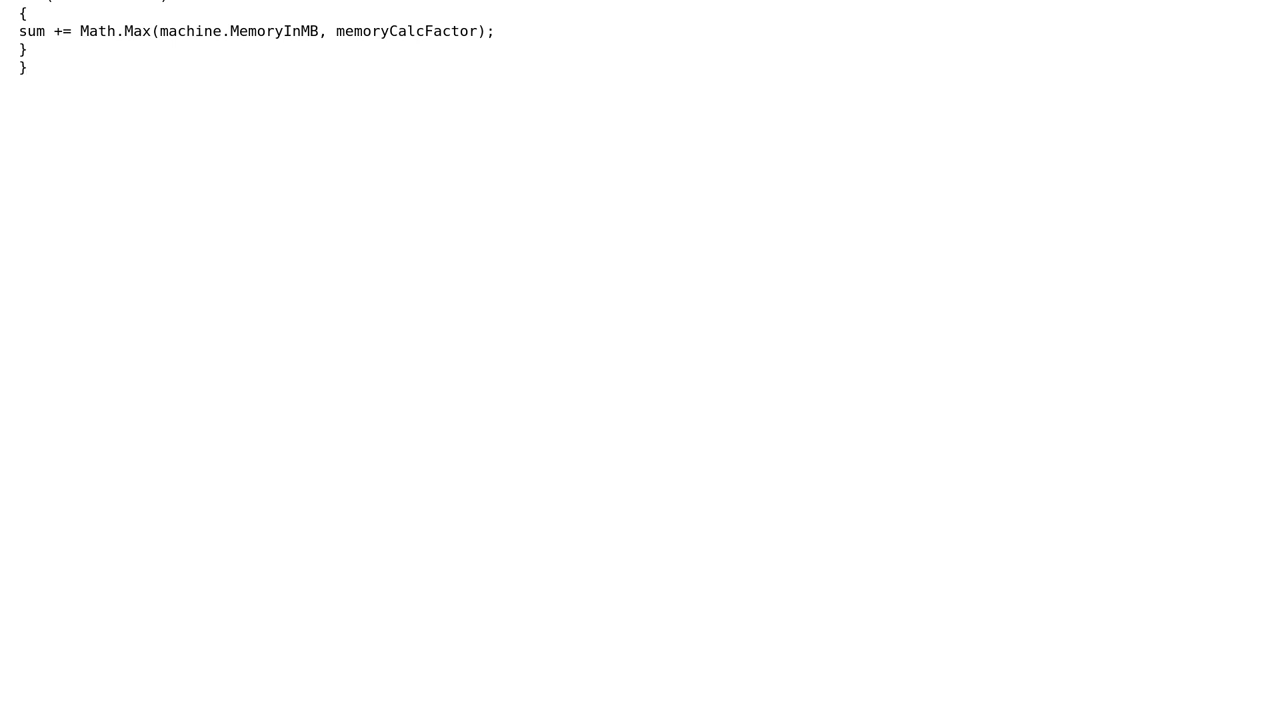 {
sum += Math.Max(machine.MemoryInMB, memoryCalcFactor);
}
}